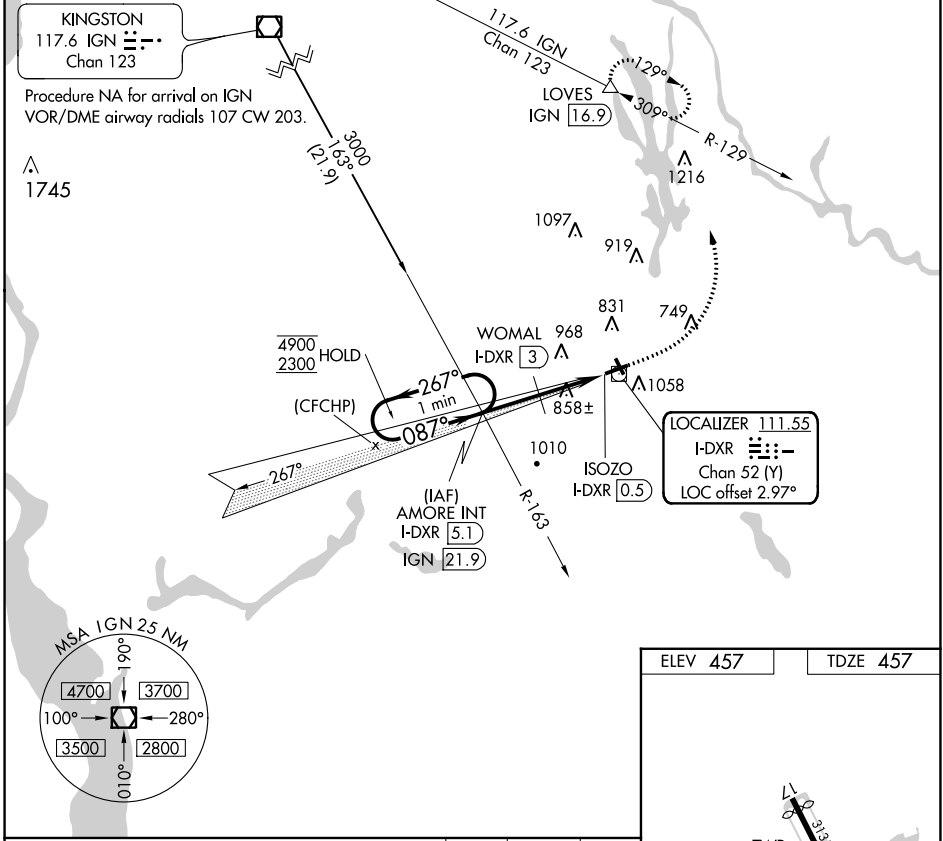 KINGSTON
117.6 IGN
Chan 123
Procedure NA for arrival on IGN
VOR/DME airway radials 107 CW 203.
1745
3000
163°
(21.9)
117.6 IGN
Chan 123
LOVES
IGN 16.9
129°
309°
R-129
1216
1097
919
831
749
WOMAL
I-DXR 3
968
4900
2300
HOLD
(CFCHP)
267°
1 min
087°
267°
858±
1058
1010
(IAF)
AMORE INT
I-DXR 5.1
IGN 21.9
R-163
ISOZO
I-DXR 0.5
LOCALIZER 111.55
I-DXR
Chan 52 (Y)
LOC offset 2.97°
MSA IGN 25 NM
190°
4700
3700
100°
280°
3500
2800
010°
ELEV 457
TDZE 457
17